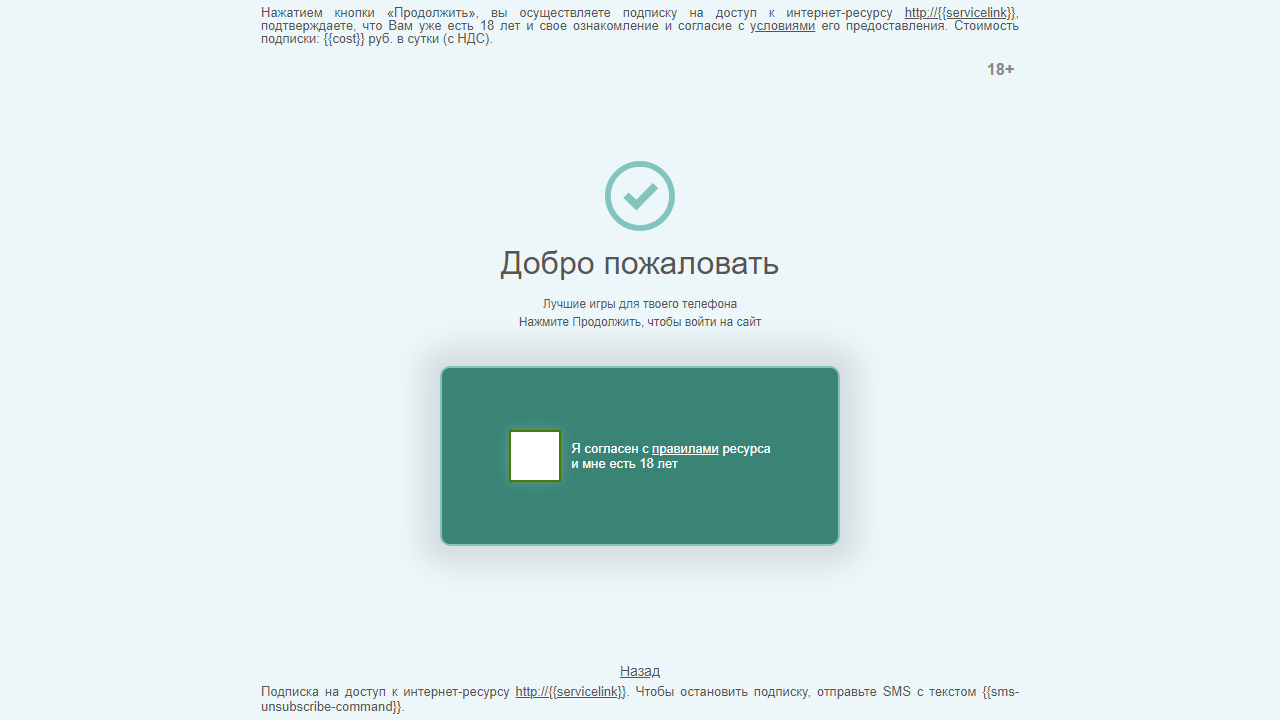 Нажатием кнопки «Продолжить», вы осуществляете подписку на доступ к интернет-ресурсу http://{{servicelink}},
подтверждаете, что Вам уже есть 18 лет и свое ознакомление и согласие с условиями его предоставления. Стоимость
подписки: {{cost}} руб. в сутки (с НДС).
18+
Добро пожаловать
Лучшие игры для твоего телефона
Нажмите Продолжить, чтобы войти на сайт
Я согласен с правилами ресурса
и мне есть 18 лет
Назад
Подписка на доступ к интернет-ресурсу http://{{servicelink}}. Чтобы остановить подписку, отправьте SMS с текстом {{sms-
unsubscribe-command}}.